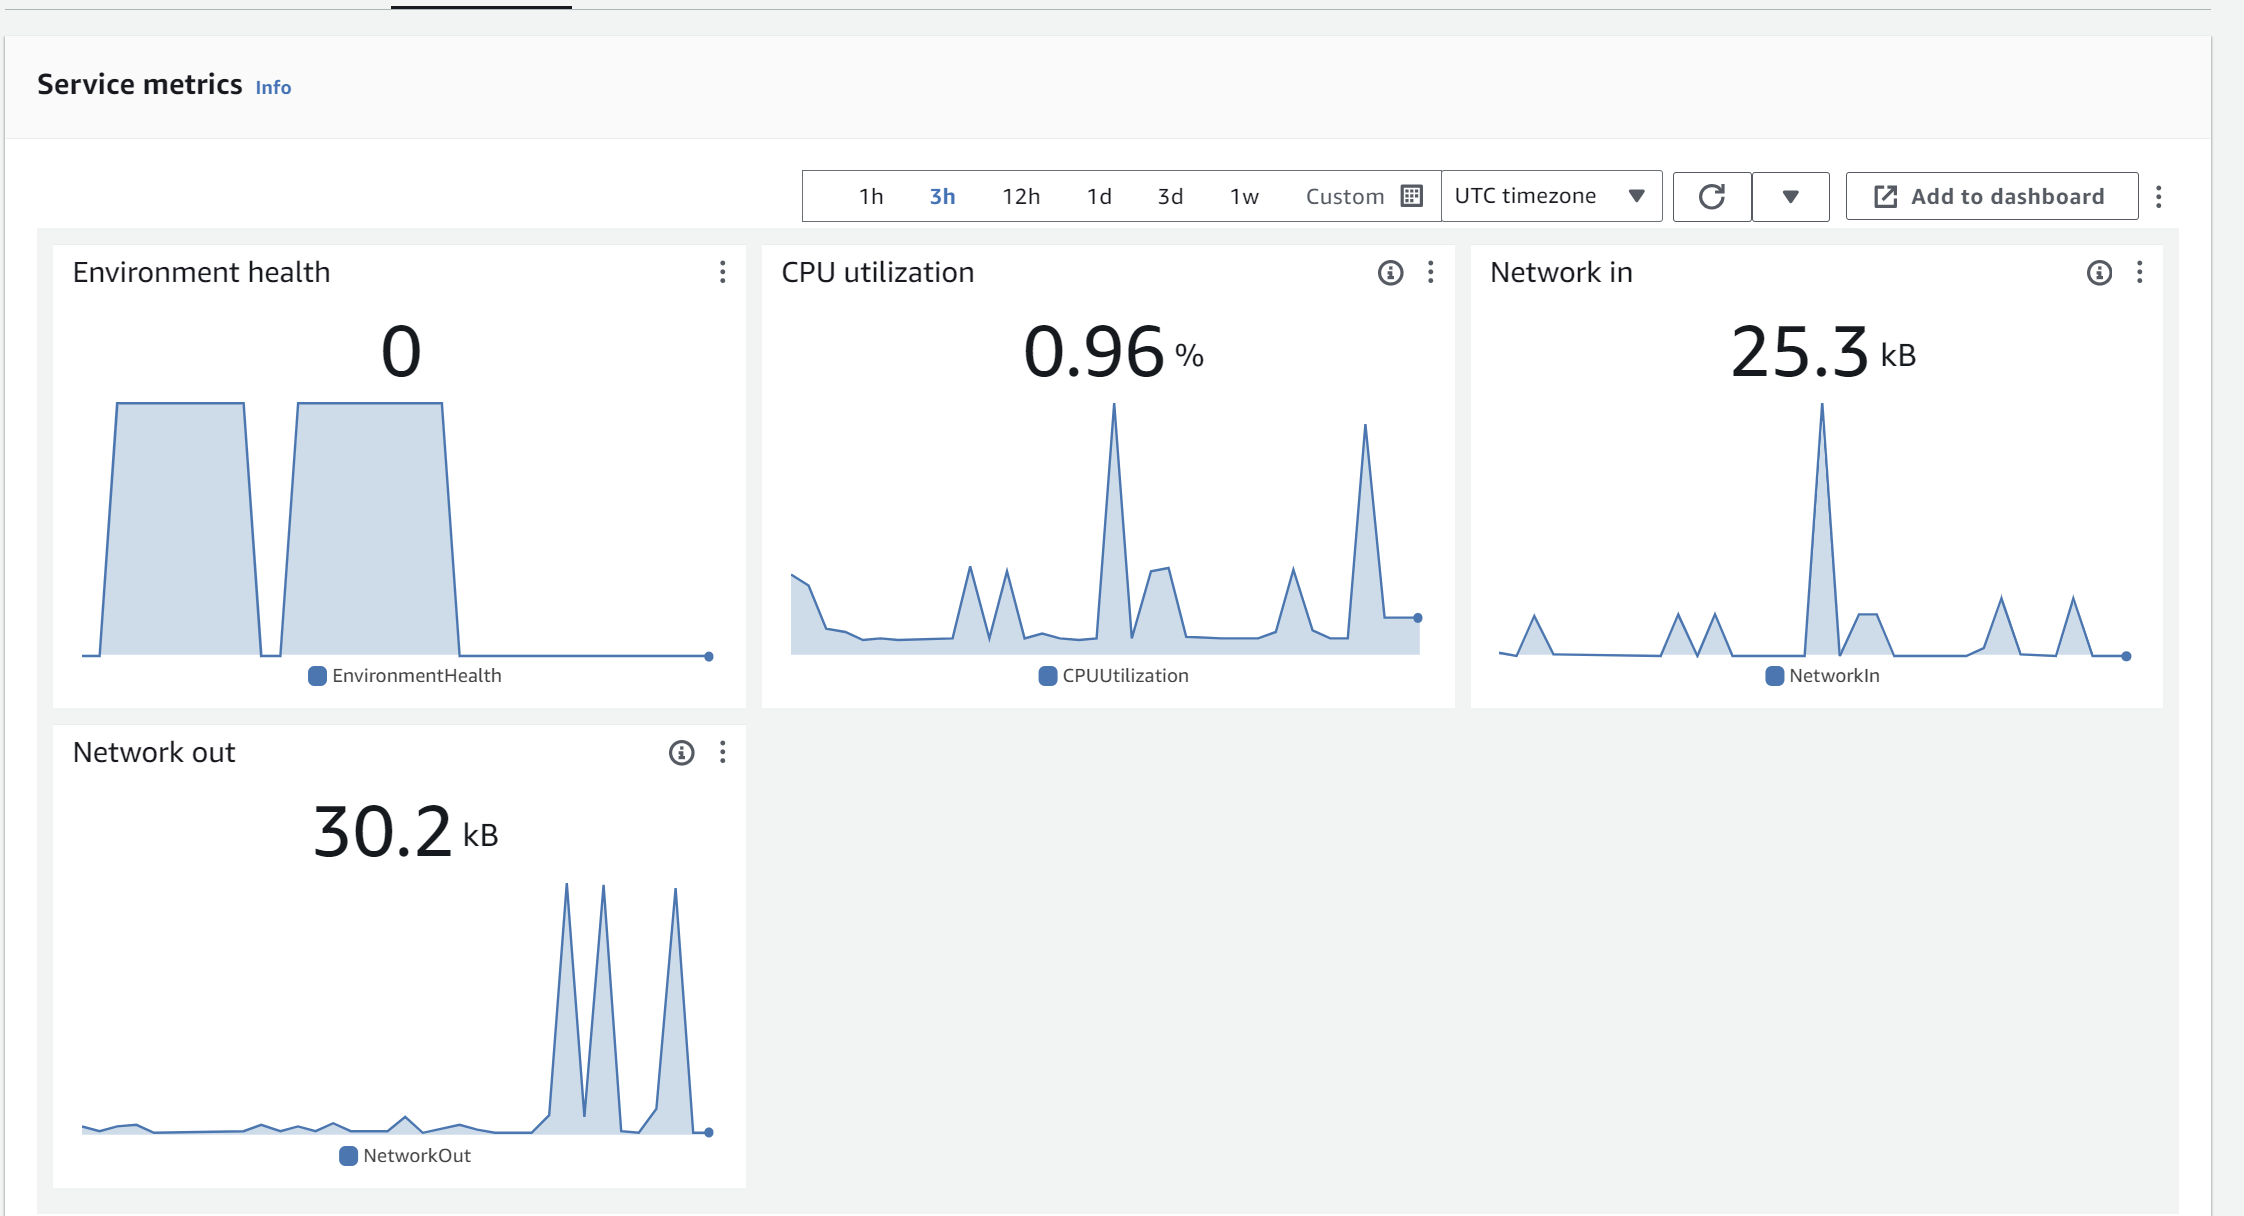 Service metrics Info
1h 3h 12h 1d 3d 1w Custom UTC timezone Add to dashboard
Environment health
0
EnvironmentHealth
CPU utilization
0.96 %
CPUUtilization
Network in
25.3 kB
NetworkIn
Network out
30.2 kB
NetworkOut